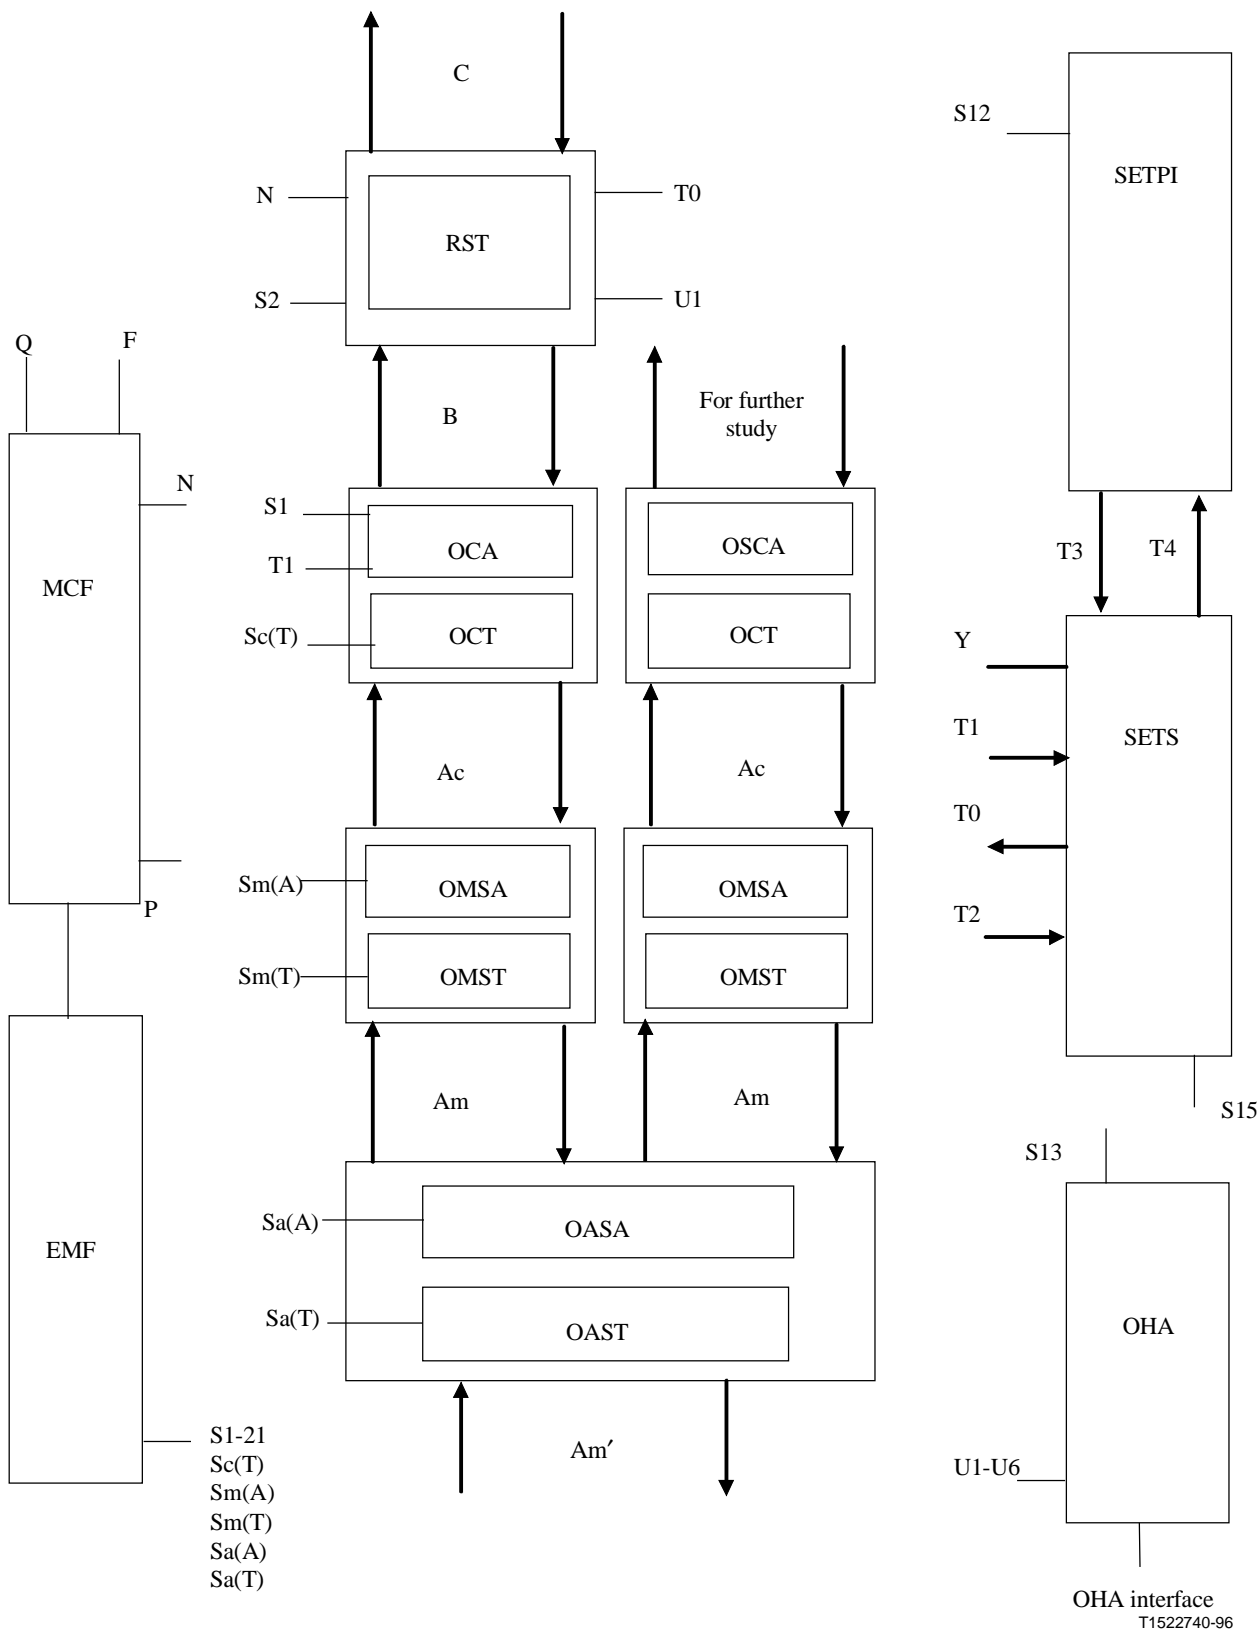 C
S12
SETPI
N
T0
RST
S2
U1
Q
F
B
For further
study
N
S1
OCA
OSCA
T3
T4
T1
MCF
Sc(T)
OCT
OCT
Y
T1
SETS
Ac
Ac
T0
Sm(A)
OMSA
OMSA
P
T2
Sm(T)
OMST
OMST
Am
Am
S15
S13
Sa(A)
OASA
EMF
Sa(T)
OAST
OHA
S1-21
Sc(T)
Sm(A)
Sm(T)
Sa(A)
Sa(T)
Am′
U1-U6
OHA interface
T1522740-96